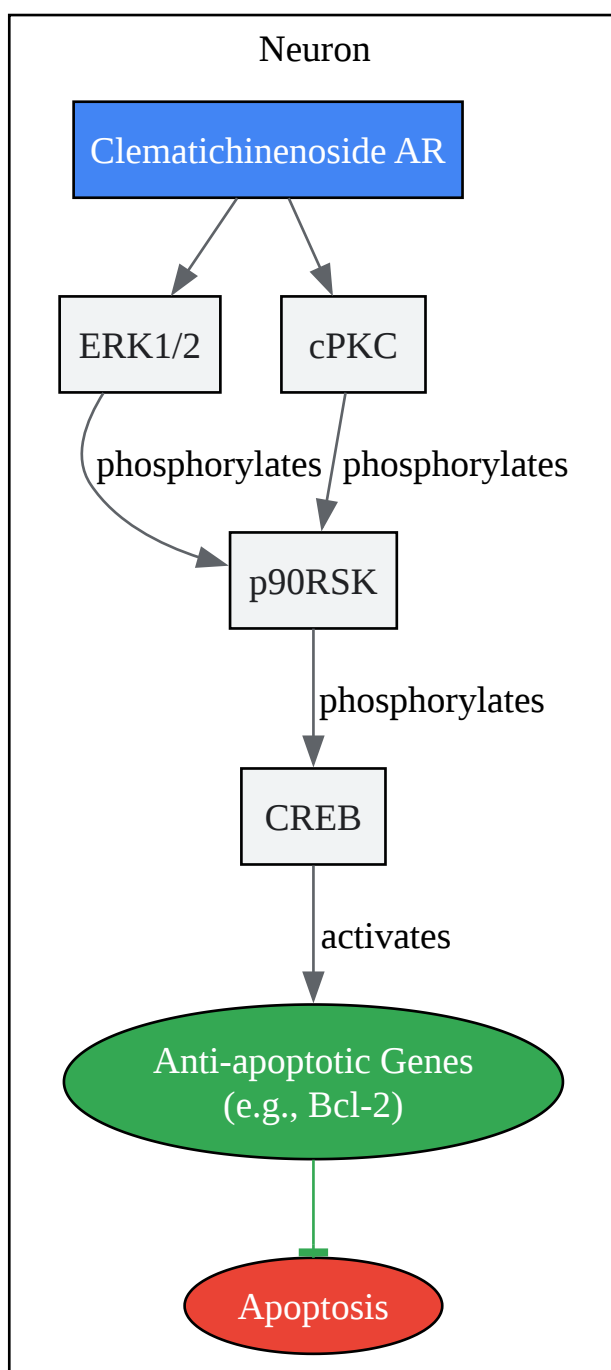 Neuron
Clematichinenoside AR
ERK1/2
cPKC
phosphorylates
phosphorylates
p90RSK
phosphorylates
CREB
activates
Anti-apoptotic Genes
(e.g., Bcl-2)
Apoptosis